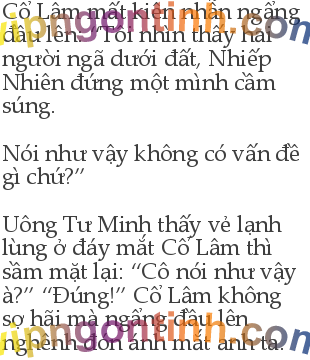 Cổ Lâm mất kiên nhẫn ngẩng
đầu lên: “Tôi nhìn thấy hai
người ngã dưới đất, Nhiếp
Nhiên đứng một mình cầm
súng.
Nói như vậy không có vấn đề
gì chứ?”
Uông Tư Minh thấy vẻ lạnh
lùng ở đáy mắt Cổ Lâm thì
sầm mặt lại: “Cô nói như vậy
à?” “Đúng!” Cổ Lâm không
sợ hãi mà ngẩng đầu lên
nghênh đón ánh mắt anh ta.